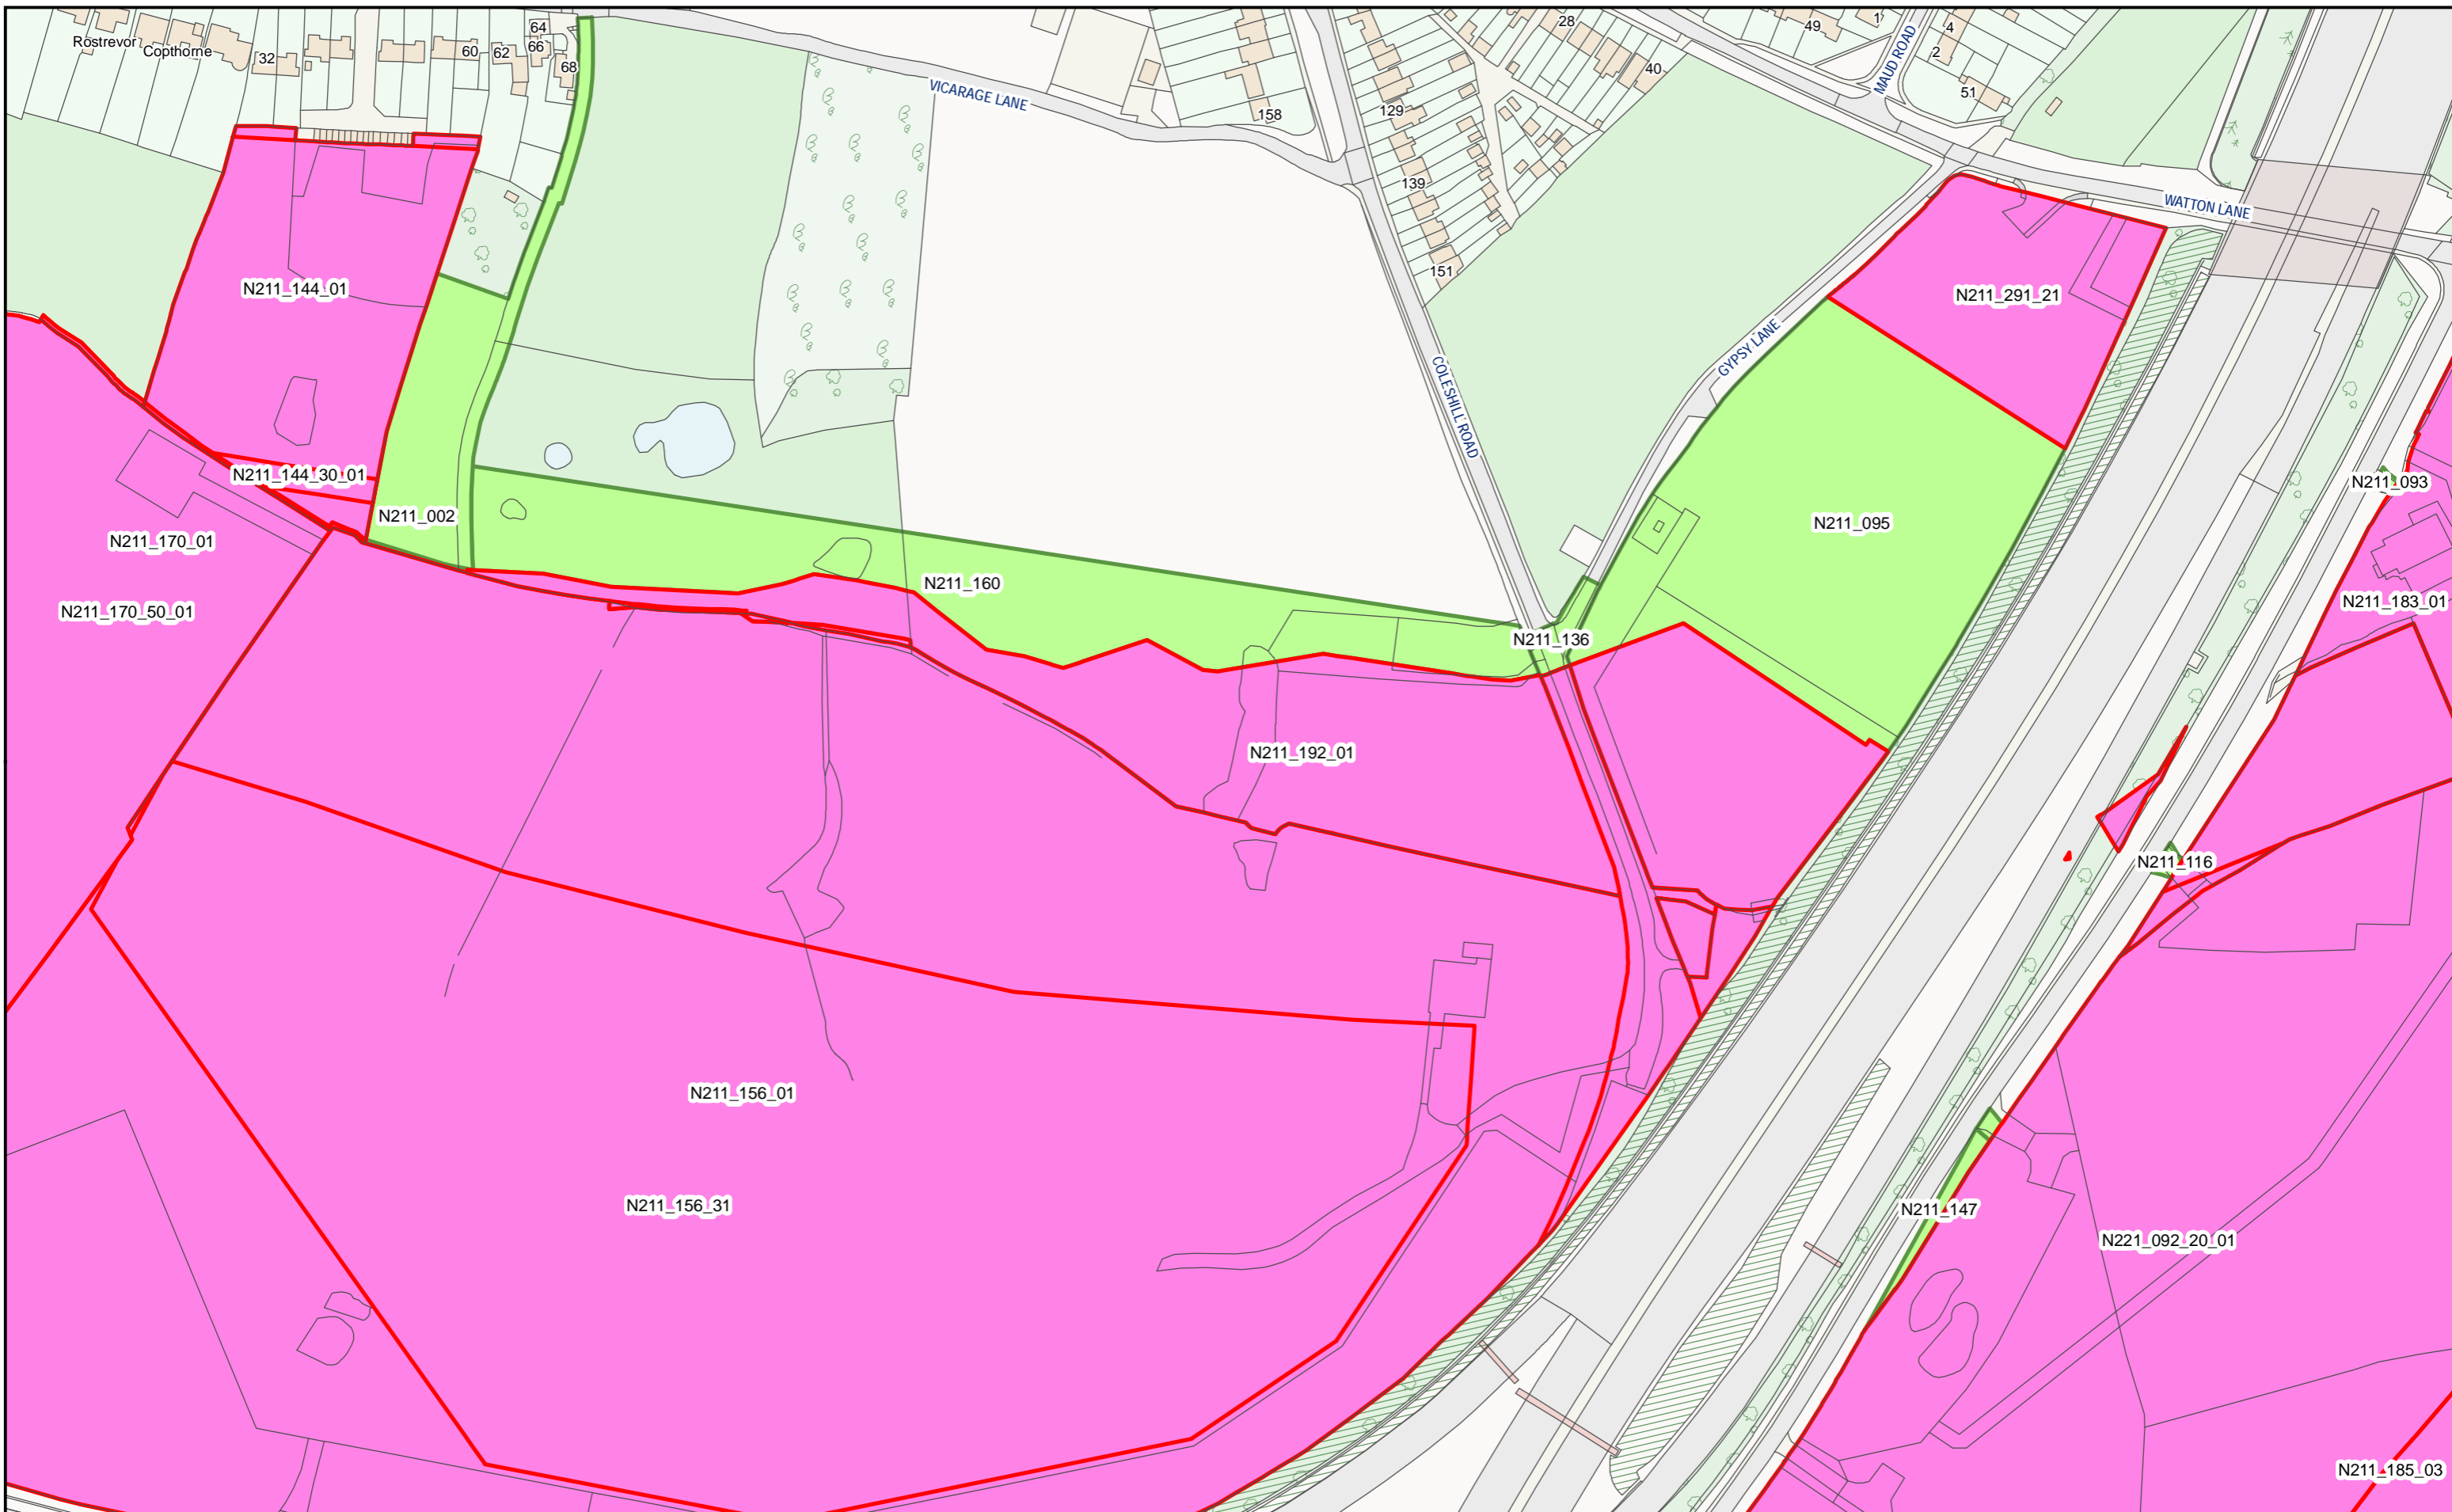 64
28
1
49
4
Rostrevor
Copthorne
32
60
62
66
68
2
MAUD ROAD
40
51
VICARAGE LANE
158
129
139
WATTON LANE
151
N211_144_01
N211_291_21
GYPSY LANE
COLESHILL ROAD
N211_144_30_01
N211_093
N211_002
N211_095
N211_170_01
N211_160
N211_183_01
N211_170_50_01
N211_136
N211_192_01
N211_116
N211_156_01
N211_156_31
N211_147
N221_092_20_01
N211_185_03